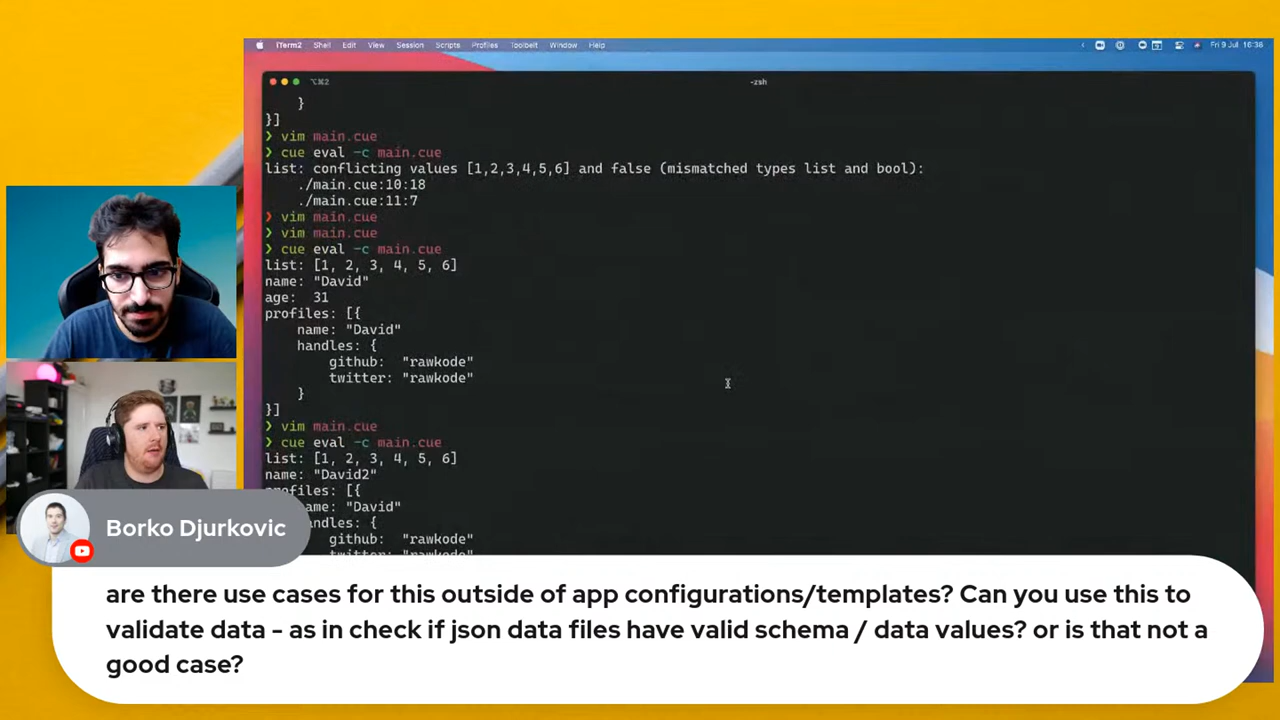 iTerm2 Shell Edit View Session Scripts Profiles Toolbelt Window Help
Fri 9 Jul 16:38
⌥⌘2
-zsh
}
}]
❯ vim main.cue
❯ cue eval -c main.cue
list: conflicting values [1,2,3,4,5,6] and false (mismatched types list and bool):
./main.cue:10:18
./main.cue:11:7
❯ vim main.cue
❯ vim main.cue
❯ cue eval -c main.cue
list: [1, 2, 3, 4, 5, 6]
name: "David"
age: 31
profiles: [{
name: "David"
handles: {
github: "rawkode"
twitter: "rawkode"
}
}]
❯ vim main.cue
❯ cue eval -c main.cue
list: [1, 2, 3, 4, 5, 6]
name: "David2"
profiles: [{
name: "David"
handles: {
github: "rawkode"
twitter: "rawkode"
Borko Djurkovic
are there use cases for this outside of app configurations/templates? Can you use this to
validate data - as in check if json data files have valid schema / data values? or is that not a
good case?